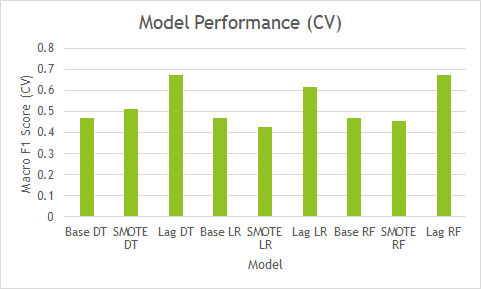 Model Performance (CV)
0.8
0.7
0.6
0.5
0.4
0.3
0.2
0.1
0
Macro F1 Score (CV)
Base DT
SMOTE
DT
Lag DT
Base LR
SMOTE
LR
Lag LR
Base RF
SMOTE
RF
Lag RF
Model